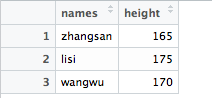 names height
1 zhangsan 165
2 lisi 175
3 wangwu 170